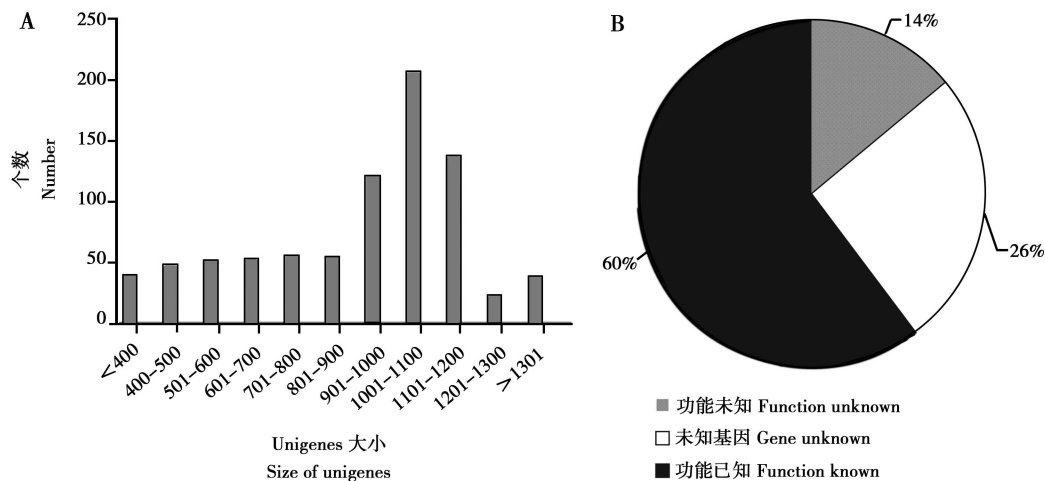 A
250
200
150
100
50
0
个数
Number
<400
400-500
501-600
601-700
701-800
801-900
901-1000
1001-1100
1101-1200
1201-1300
>1301
Unigenes 大小
Size of unigenes
B
14%
26%
60%
功能未知 Function unknown
未知基因 Gene unknown
功能已知 Function known